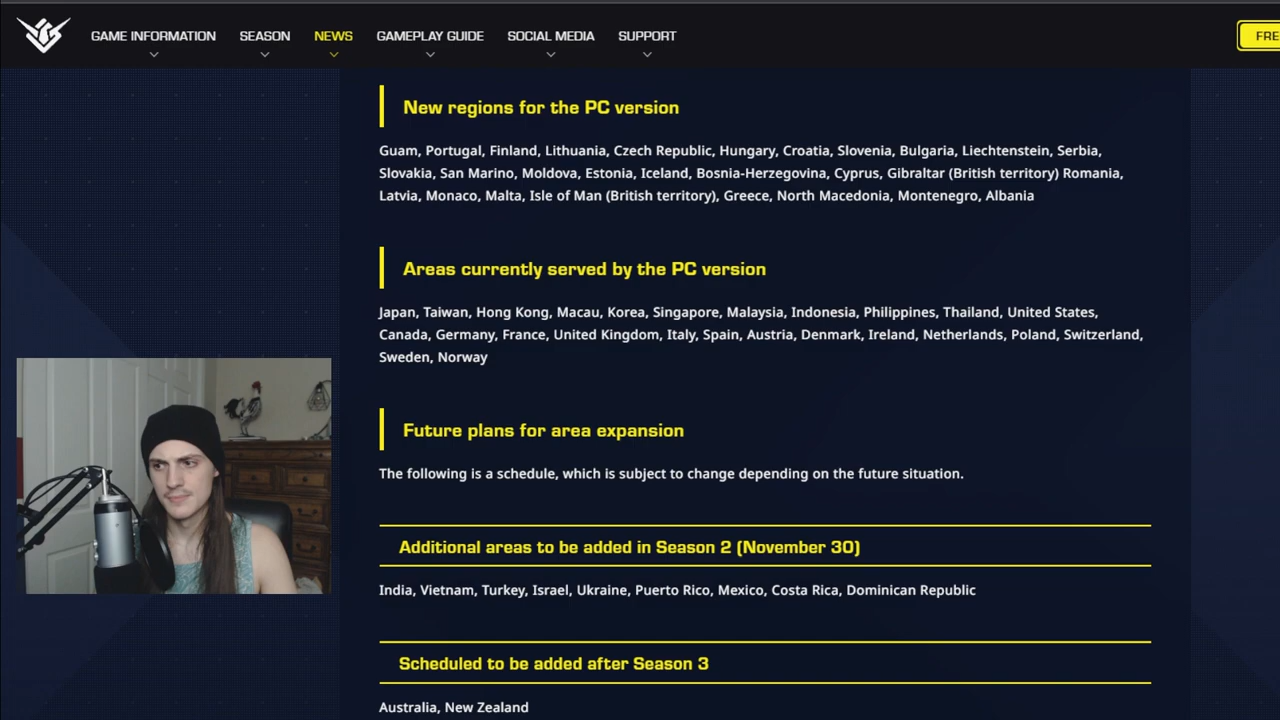 GAME INFORMATION SEASON NEWS GAMEPLAY GUIDE SOCIAL MEDIA SUPPORT FRE
New regions for the PC version
Guam, Portugal, Finland, Lithuania, Czech Republic, Hungary, Croatia, Slovenia, Bulgaria, Liechtenstein, Serbia,
Slovakia, San Marino, Moldova, Estonia, Iceland, Bosnia-Herzegovina, Cyprus, Gibraltar (British territory) Romania,
Latvia, Monaco, Malta, Isle of Man (British territory), Greece, North Macedonia, Montenegro, Albania
Areas currently served by the PC version
Japan, Taiwan, Hong Kong, Macau, Korea, Singapore, Malaysia, Indonesia, Philippines, Thailand, United States,
Canada, Germany, France, United Kingdom, Italy, Spain, Austria, Denmark, Ireland, Netherlands, Poland, Switzerland,
Sweden, Norway
Future plans for area expansion
The following is a schedule, which is subject to change depending on the future situation.
Additional areas to be added in Season 2 (November 30)
India, Vietnam, Turkey, Israel, Ukraine, Puerto Rico, Mexico, Costa Rica, Dominican Republic
Scheduled to be added after Season 3
Australia, New Zealand